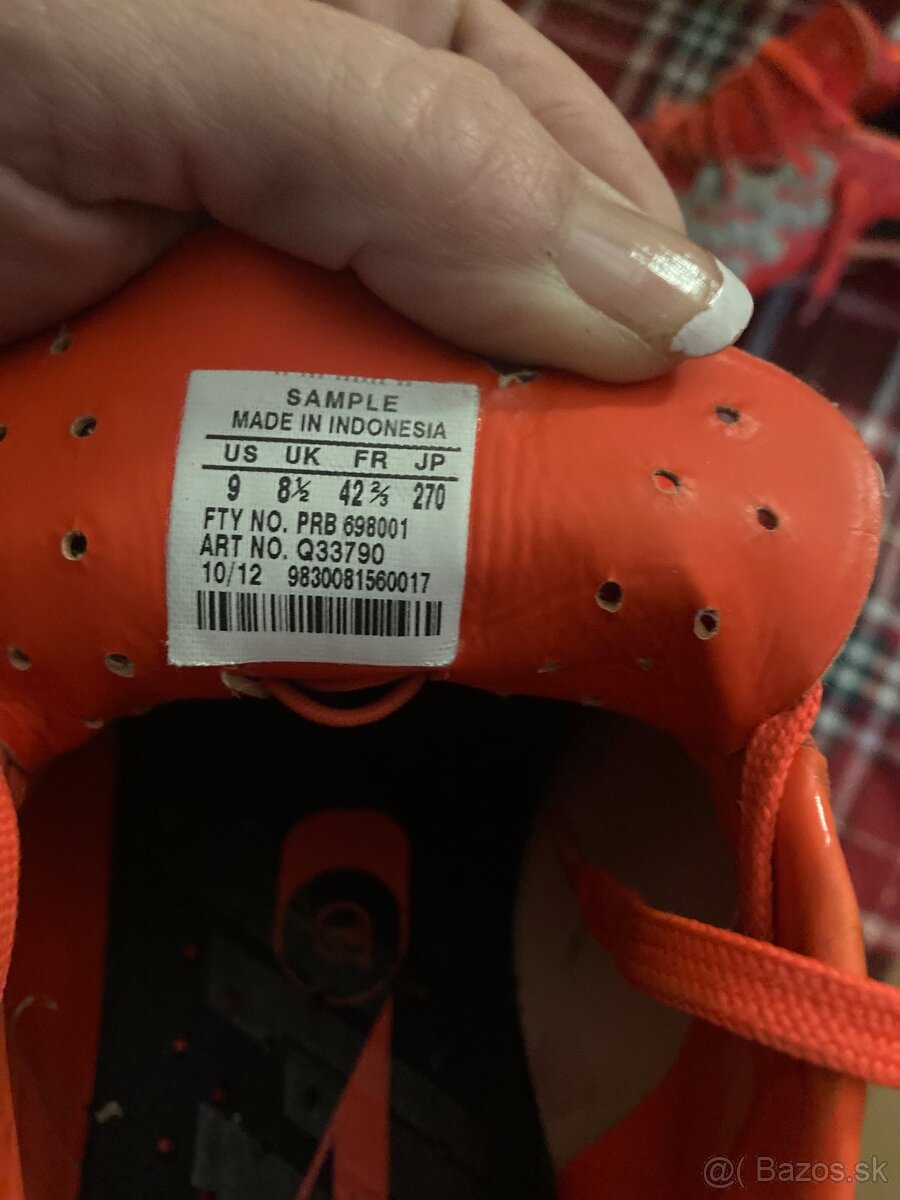 SAMPLE
MADE IN INDONESIA
US UK FR JP
9 8½ 42⅔ 270
FTY NO. PRB 698001
ART NO. Q33790
10/12 9830081560017
@( Bazos.sk